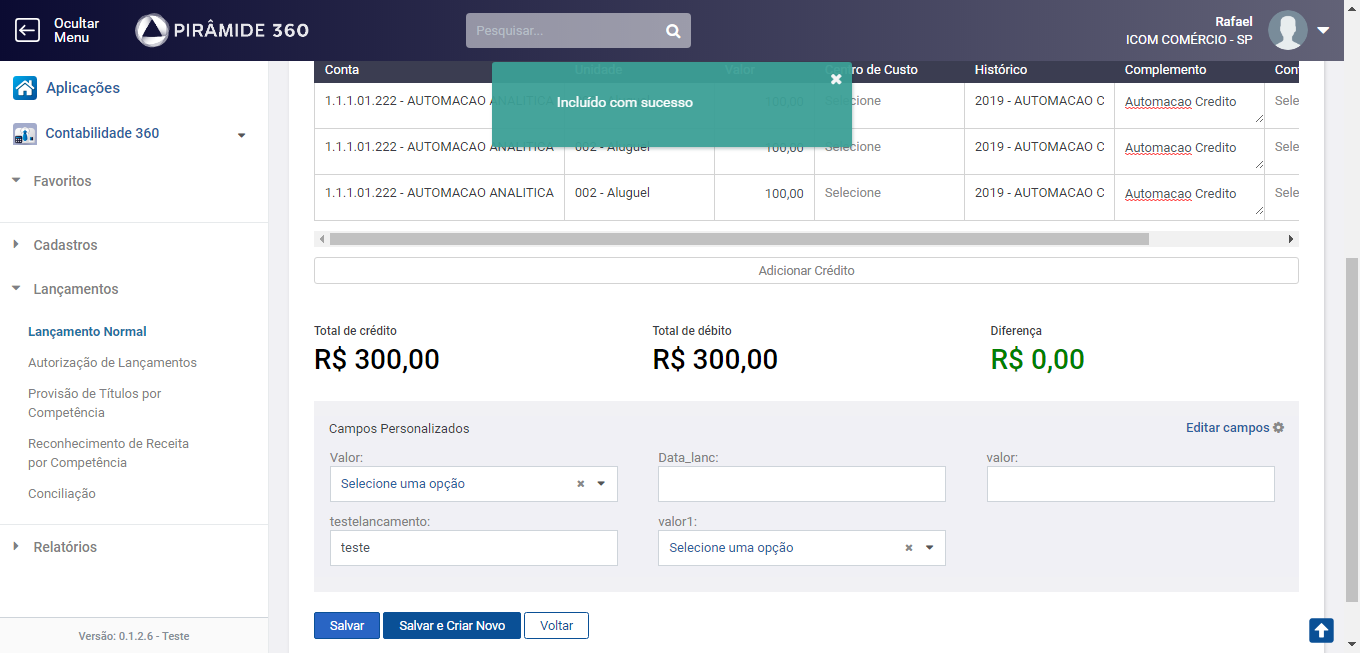 Ocultar
Menu
PIRÂMIDE 360
Pesquisar...
Rafael
ICOM COMÉRCIO - SP
Aplicações
Contabilidade 360
Favoritos
Cadastros
Lançamentos
Lançamento Normal
Autorização de Lançamentos
Provisão de Títulos por
Competência
Reconhecimento de Receita
por Competência
Conciliação
Relatórios
Versão: 0.1.2.6 - Teste
Conta Unidade Valor Centro de Custo Histórico Complemento Con
Incluído com sucesso
1.1.1.01.222 - AUTOMACAO ANALITICA 100,00 Selecione 2019 - AUTOMACAO C Automacao Credito Sele
1.1.1.01.222 - AUTOMACAO ANALITICA 002 - Aluguel 100,00 Selecione 2019 - AUTOMACAO C Automacao Credito Sele
1.1.1.01.222 - AUTOMACAO ANALITICA 002 - Aluguel 100,00 Selecione 2019 - AUTOMACAO C Automacao Credito Sele
Adicionar Crédito
Total de crédito Total de débito Diferença
R$ 300,00 R$ 300,00 R$ 0,00
Campos Personalizados Editar campos
Valor: Data_lanc: valor:
Selecione uma opção
testelancamento: valor1:
teste Selecione uma opção
Salvar Salvar e Criar Novo Voltar